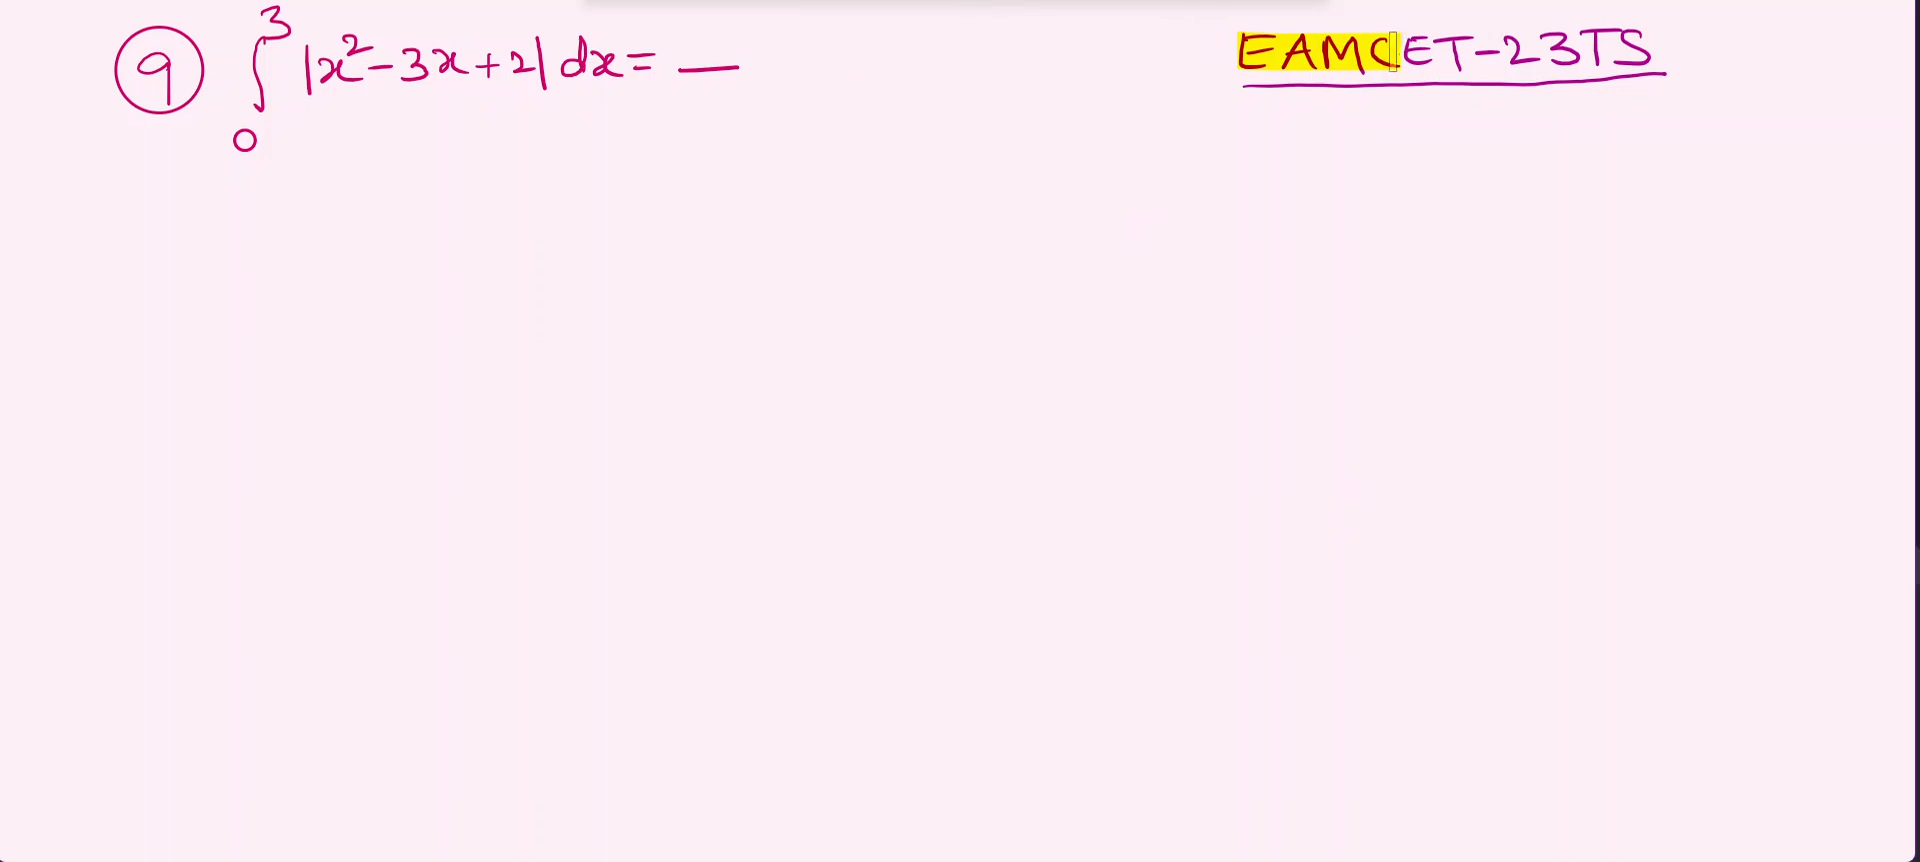 9 ∫₀³ |x²-3x+2| dx = __
EAMCET-23TS